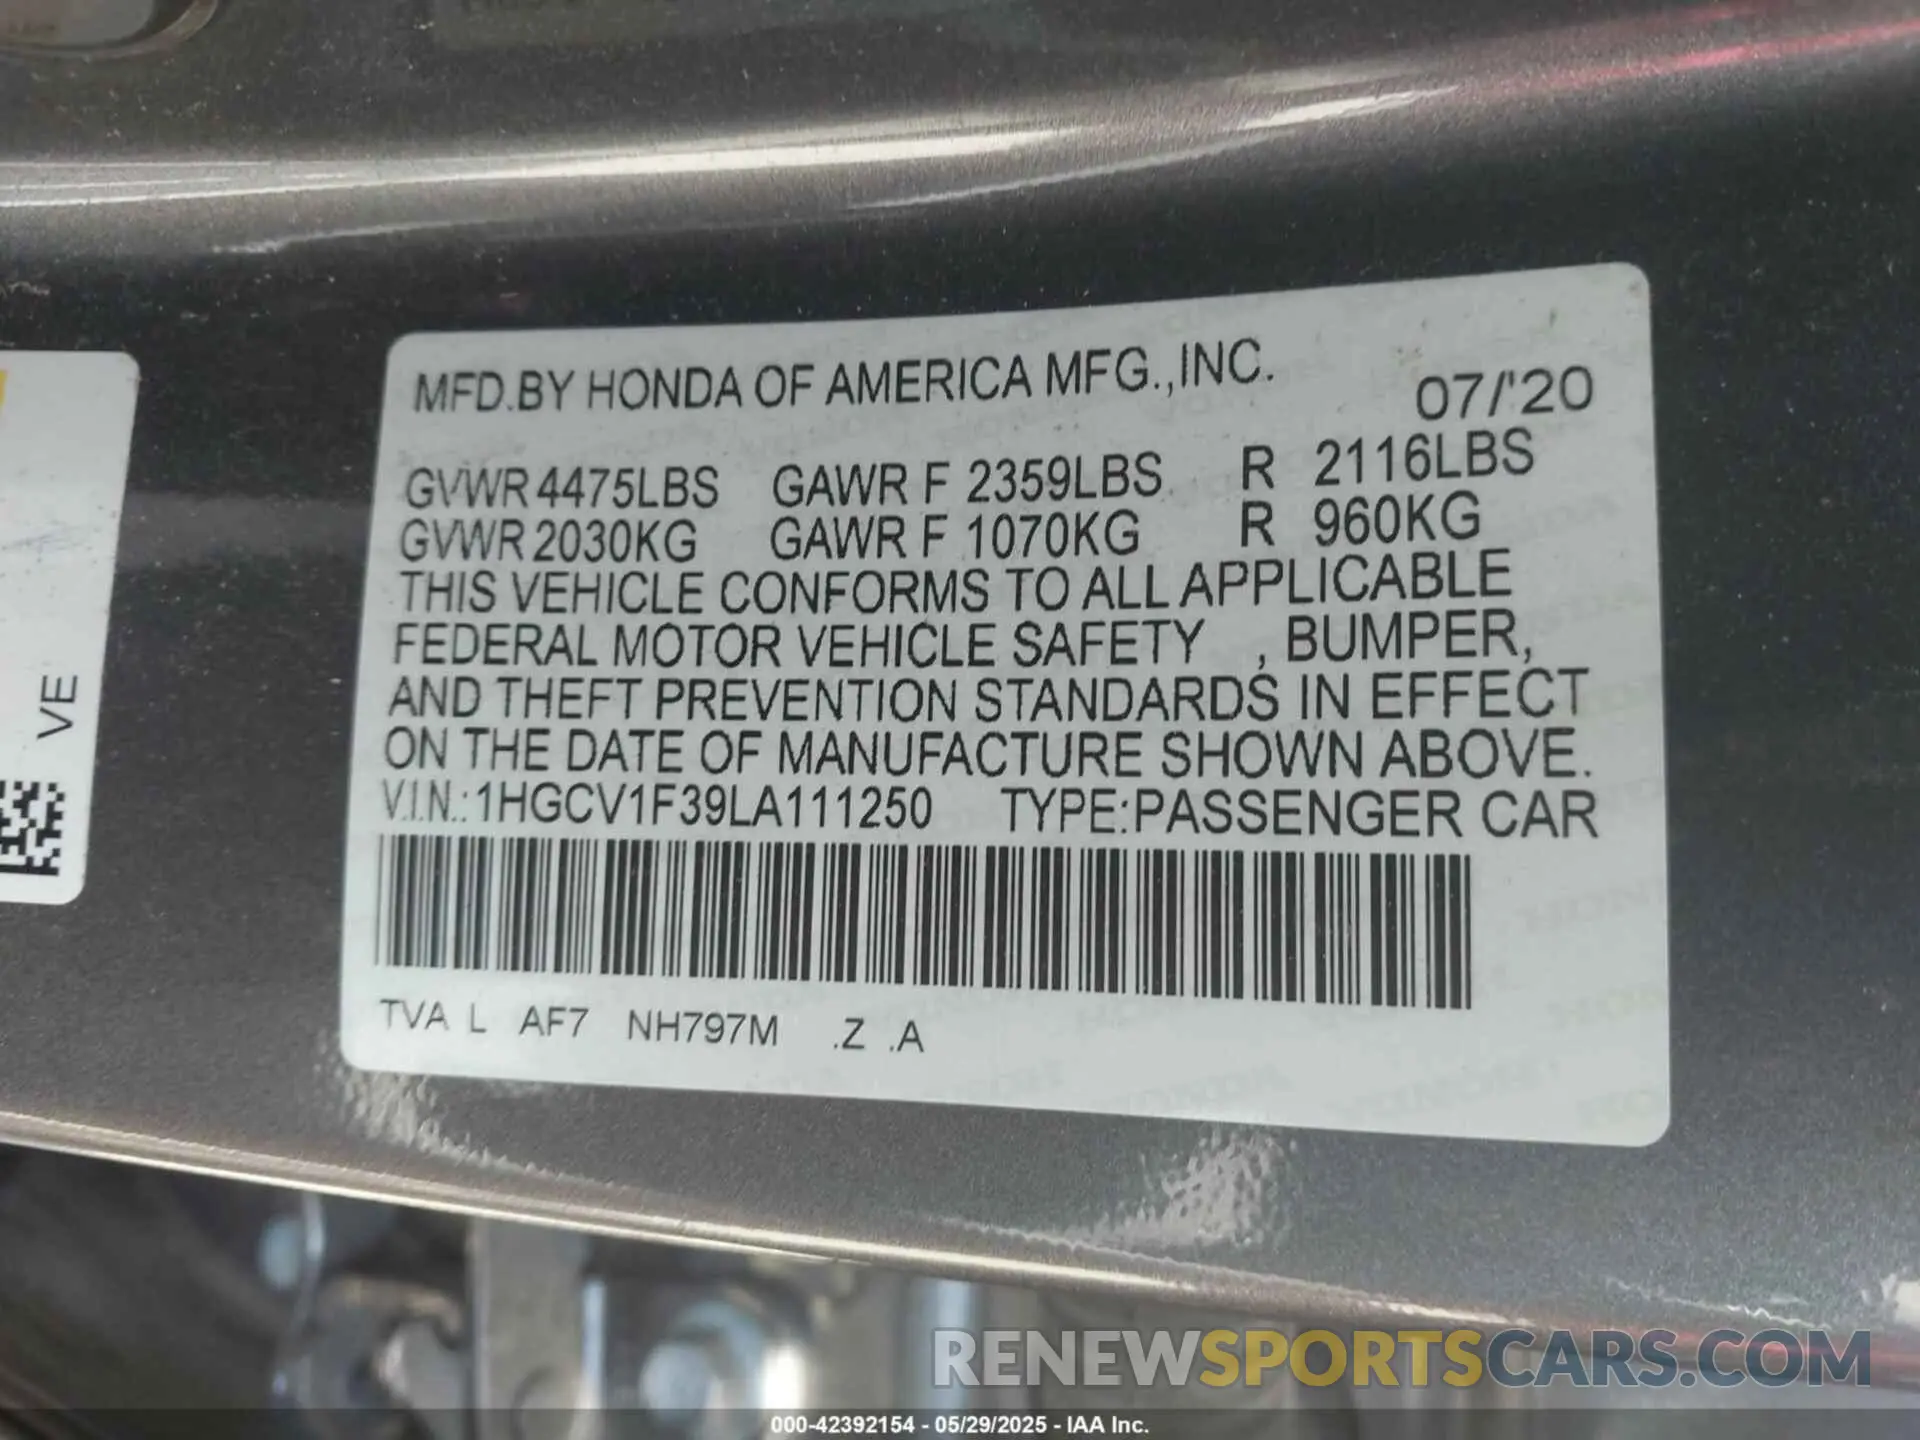 MFD.BY HONDA OF AMERICA MFG.,INC. 07/'20
GVWR 4475LBS GAWR F 2359LBS R 2116LBS
GVWR 2030KG GAWR F 1070KG R 960KG
THIS VEHICLE CONFORMS TO ALL APPLICABLE
FEDERAL MOTOR VEHICLE SAFETY , BUMPER,
AND THEFT PREVENTION STANDARDS IN EFFECT
ON THE DATE OF MANUFACTURE SHOWN ABOVE.
V.I.N.:1HGCV1F39LA111250 TYPE:PASSENGER CAR
TVA L AF7 NH797M .Z .A
VE
RENEWSPORTSCARS.COM
000-42392154 - 05/29/2025 - IAA Inc.